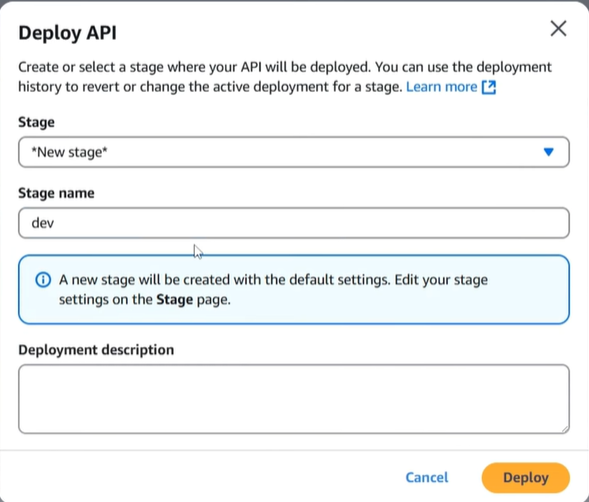 Deploy API
Create or select a stage where your API will be deployed. You can use the deployment
history to revert or change the active deployment for a stage. Learn more
Stage
*New stage*
Stage name
dev
A new stage will be created with the default settings. Edit your stage
settings on the Stage page.
Deployment description
Cancel
Deploy